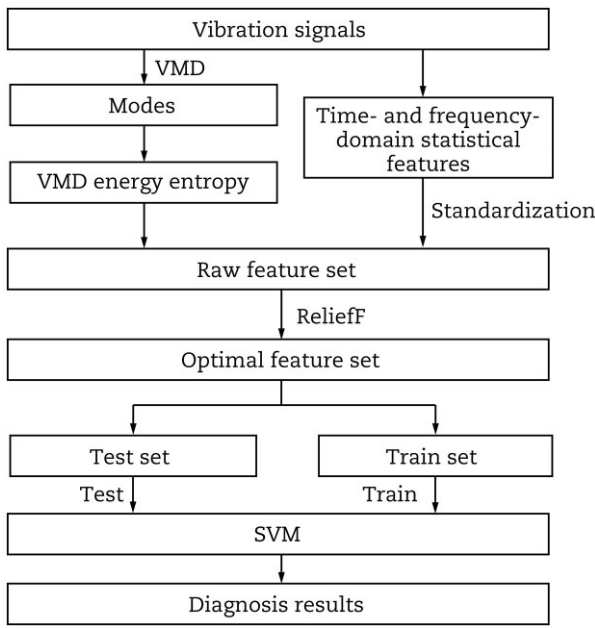 Vibration signals
VMD
Modes
Time- and frequency-
domain statistical
features
VMD energy entropy
Standardization
Raw feature set
ReliefF
Optimal feature set
Test set
Train set
Test
Train
SVM
Diagnosis results